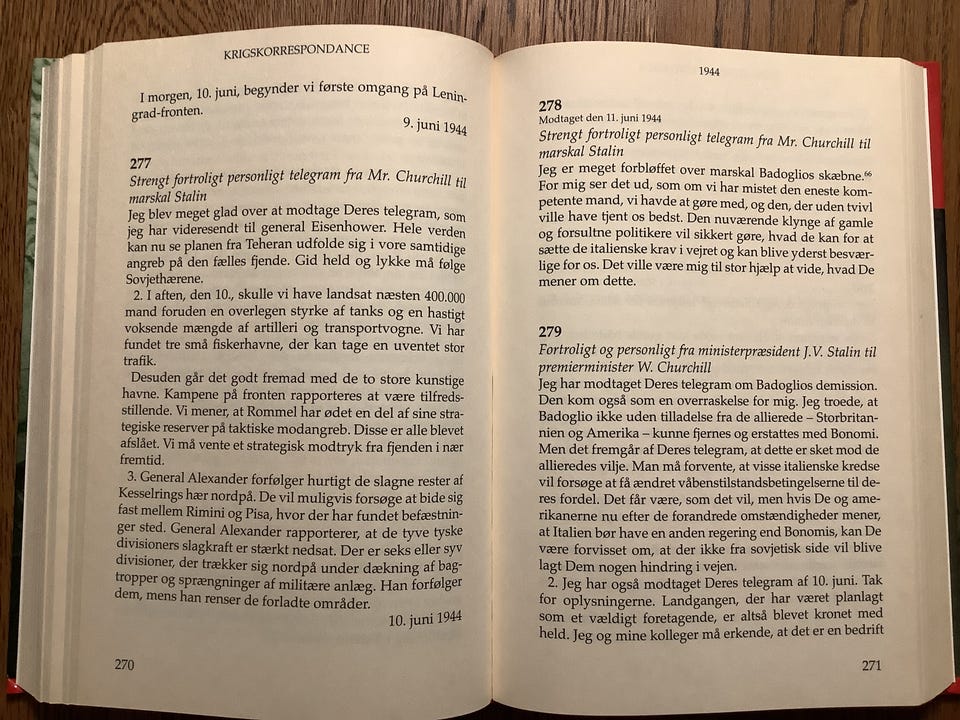 KRIGSKORRESPONDANCE
I morgen, 10. juni, begynder vi første omgang på Lenin-
grad-fronten.
9. juni 1944
277
Strengt fortroligt personligt telegram fra Mr. Churchill til
marskal Stalin
Jeg blev meget glad over at modtage Deres telegram, som
jeg har videresendt til general Eisenhower. Hele verden
kan nu se planen fra Teheran udfolde sig i vore samtidige
angreb på den fælles fjende. Gid held og lykke må følge
Sovjethærene.
2. I aften, den 10., skulle vi have landsat næsten 400.000
mand foruden en overlegen styrke af tanks og en hastigt
voksende mængde af artilleri og transportvogne. Vi har
fundet tre små fiskerhavne, der kan tage en uventet stor
trafik.
Desuden går det godt fremad med de to store kunstige
havne. Kampene på fronten rapporteres at være tilfreds-
stillende. Vi mener, at Rommel har ødet en del af sine stra-
tegiske reserver på taktiske modangreb. Disse er alle blevet
afslået. Vi må vente et strategisk modtryk fra fjenden i nær
fremtid.
3. General Alexander forfølger hurtigt de slagne rester af
Kesselrings hær nordpå. De vil muligvis forsøge at bide sig
fast mellem Rimini og Pisa, hvor der har fundet befæstnin-
ger sted. General Alexander rapporterer, at de tyve tyske
divisioners slagkraft er stærkt nedsat. Der er seks eller syv
divisioner, der trækker sig nordpå under dækning af bag-
tropper og sprængninger af militære anlæg. Han forfølger
dem, mens han renser de forladte områder.
10. juni 1944
270
1944
278
Modtaget den 11. juni 1944
Strengt fortroligt personligt telegram fra Mr. Churchill til
marskal Stalin
Jeg er meget forbløffet over marskal Badoglios skæbne.⁶⁶
For mig ser det ud, som om vi har mistet den eneste kom-
petente mand, vi havde at gøre med, og den, der uden tvivl
ville have tjent os bedst. Den nuværende klynge af gamle
og forsultne politikere vil sikkert gøre, hvad de kan for at
sætte de italienske krav i vejret og kan blive yderst besvær-
lige for os. Det ville være mig til stor hjælp at vide, hvad De
mener om dette.
279
Fortroligt og personligt fra ministerpræsident J.V. Stalin til
premierminister W. Churchill
Jeg har modtaget Deres telegram om Badoglios demission.
Den kom også som en overraskelse for mig. Jeg troede, at
Badoglio ikke uden tilladelse fra de allierede – Storbritan-
nien og Amerika – kunne fjernes og erstattes med Bonomi.
Men det fremgår af Deres telegram, at dette er sket mod de
allieredes vilje. Man må forvente, at visse italienske kredse
vil forsøge at få ændret våbenstilstandsbetingelserne til de-
res fordel. Det får være, som det vil, men hvis De og ame-
rikanerne nu efter de forandrede omstændigheder mener,
at Italien bør have en anden regering end Bonomis, kan De
være forvisset om, at der ikke fra sovjetisk side vil blive
lagt Dem nogen hindring i vejen.
2. Jeg har også modtaget Deres telegram af 10. juni. Tak
for oplysningerne. Landgangen, der har været planlagt
som et vældigt foretagende, er altså blevet kronet med
held. Jeg og mine kolleger må erkende, at det er en bedrift
271